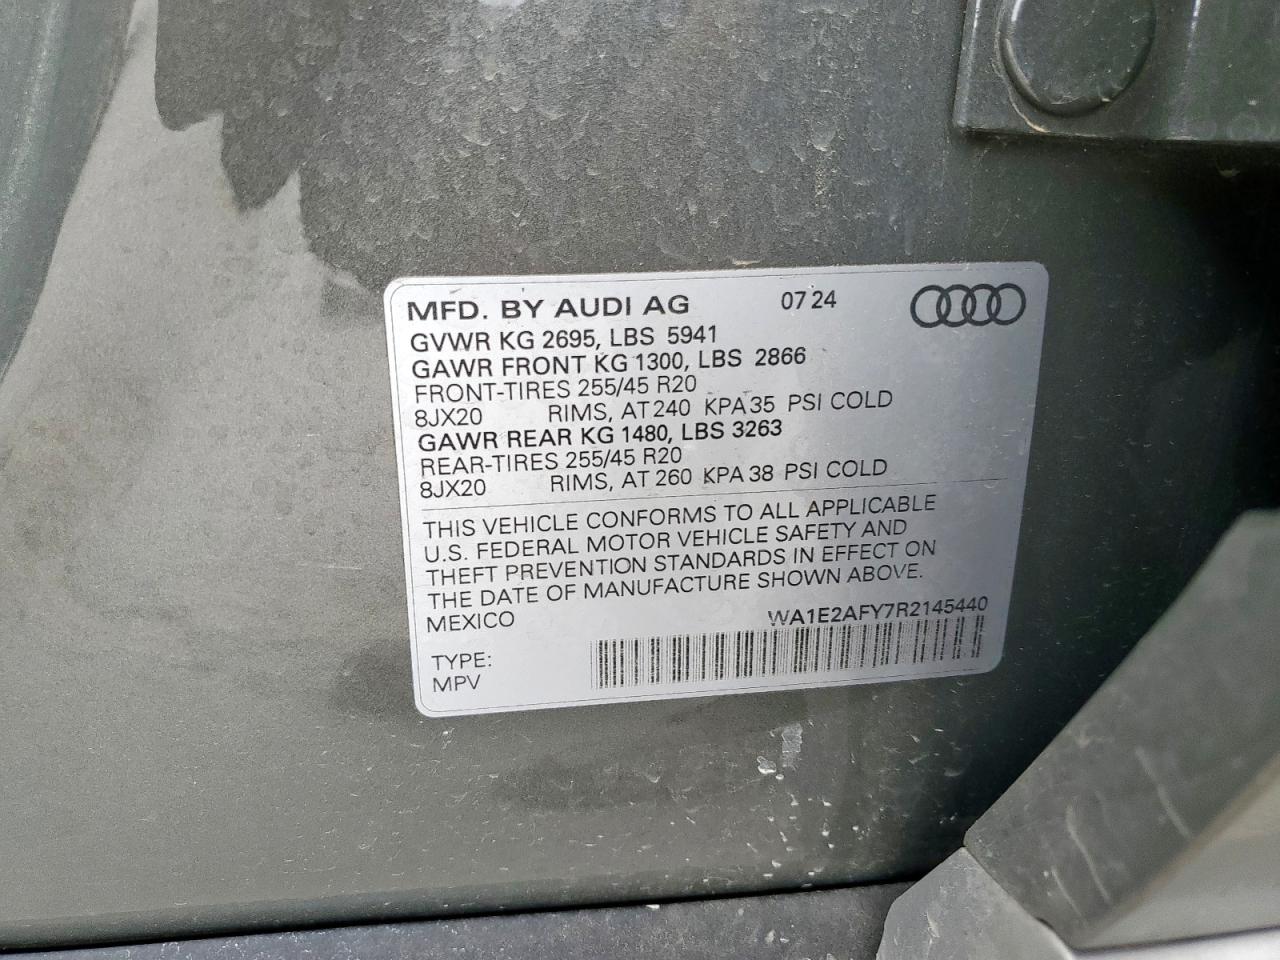 MFD. BY AUDI AG 07 24
GVWR KG 2695, LBS 5941
GAWR FRONT KG 1300, LBS 2866
FRONT-TIRES 255/45 R20
8JX20 RIMS, AT 240 KPA 35 PSI COLD
GAWR REAR KG 1480, LBS 3263
REAR-TIRES 255/45 R20
8JX20 RIMS, AT 260 KPA 38 PSI COLD
THIS VEHICLE CONFORMS TO ALL APPLICABLE
U.S. FEDERAL MOTOR VEHICLE SAFETY AND
THEFT PREVENTION STANDARDS IN EFFECT ON
THE DATE OF MANUFACTURE SHOWN ABOVE.
MEXICO WA1E2AFY7R2145440
TYPE:
MPV